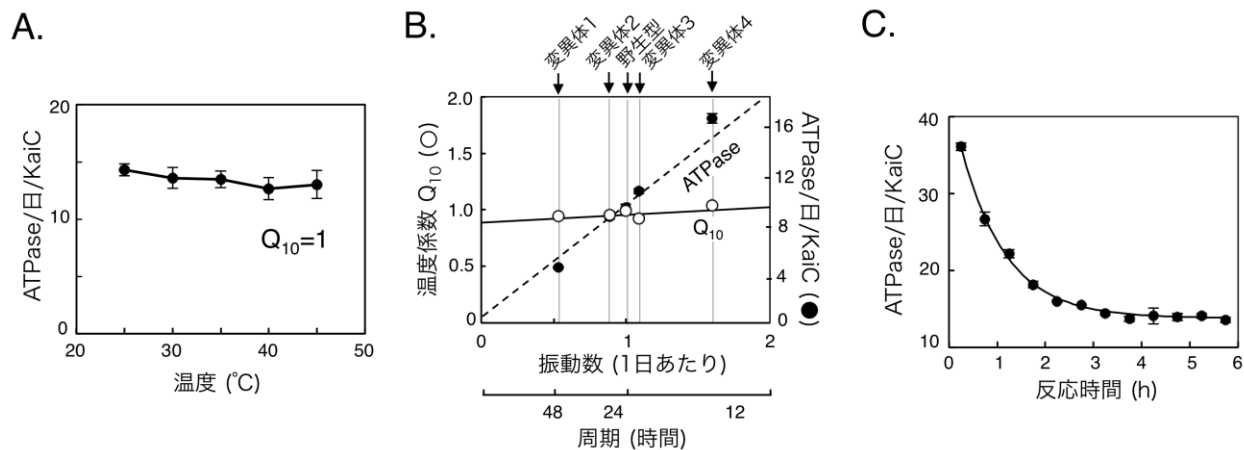 A.
ATPase/日/KaiC
20
10
0
20
30
40
50
Q10=1
温度 (℃)
B.
変異体1
変異体2
野生型
変異体3
変異体4
温度係数 Q10 (○)
2.0
1.5
1.0
0.5
0
ATPase
Q10
16
12
8
4
0
ATPase/日/KaiC (●)
0
1
2
振動数 (1日あたり)
48
24
12
周期 (時間)
C.
ATPase/日/KaiC
40
30
20
10
0
1
2
3
4
5
6
反応時間 (h)